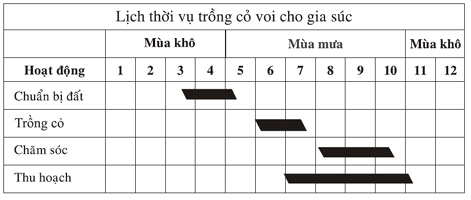 Lịch thời vụ trồng cỏ voi cho gia súc
Mùa khô Mùa mưa Mùa khô
Hoạt động 1 2 3 4 5 6 7 8 9 10 11 12
Chuẩn bị đất
Trồng cỏ
Chăm sóc
Thu hoạch